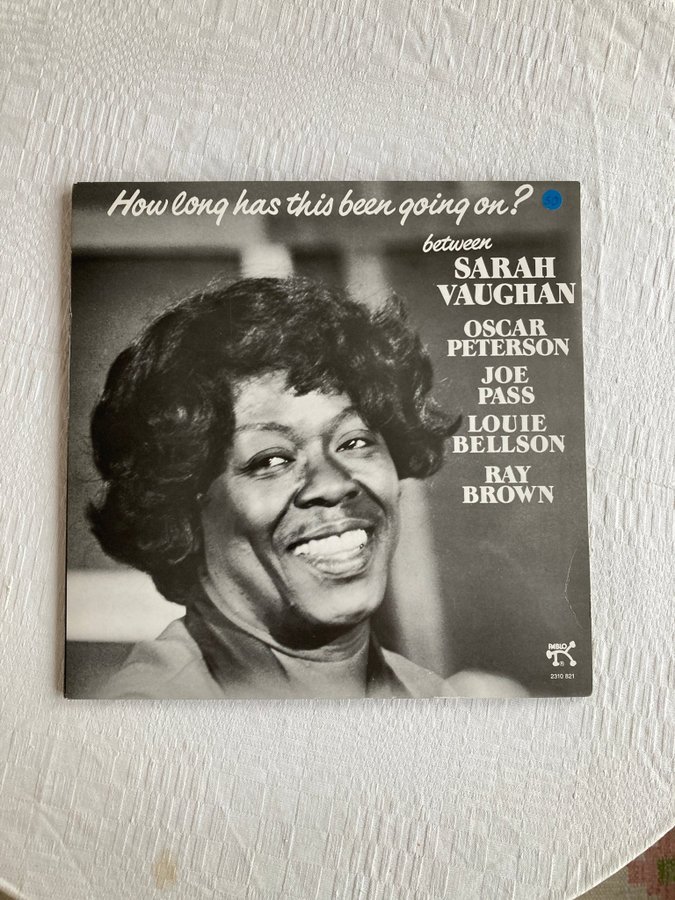 How long has this been going on?
between
SARAH
VAUGHAN
OSCAR
PETERSON
JOE
PASS
LOUIE
BELLSON
RAY
BROWN
PABLO
®
2310 821